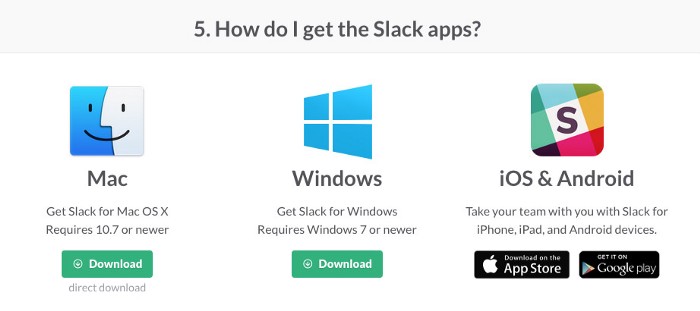 5. How do I get the Slack apps?
S
Mac
Get Slack for Mac OS X
Requires 10.7 or newer
Download
direct download
Windows
Get Slack for Windows
Requires Windows 7 or newer
Download
iOS & Android
Take your team with you with Slack for
iPhone, iPad, and Android devices.
Download on the
App Store
GET IT ON
Google play